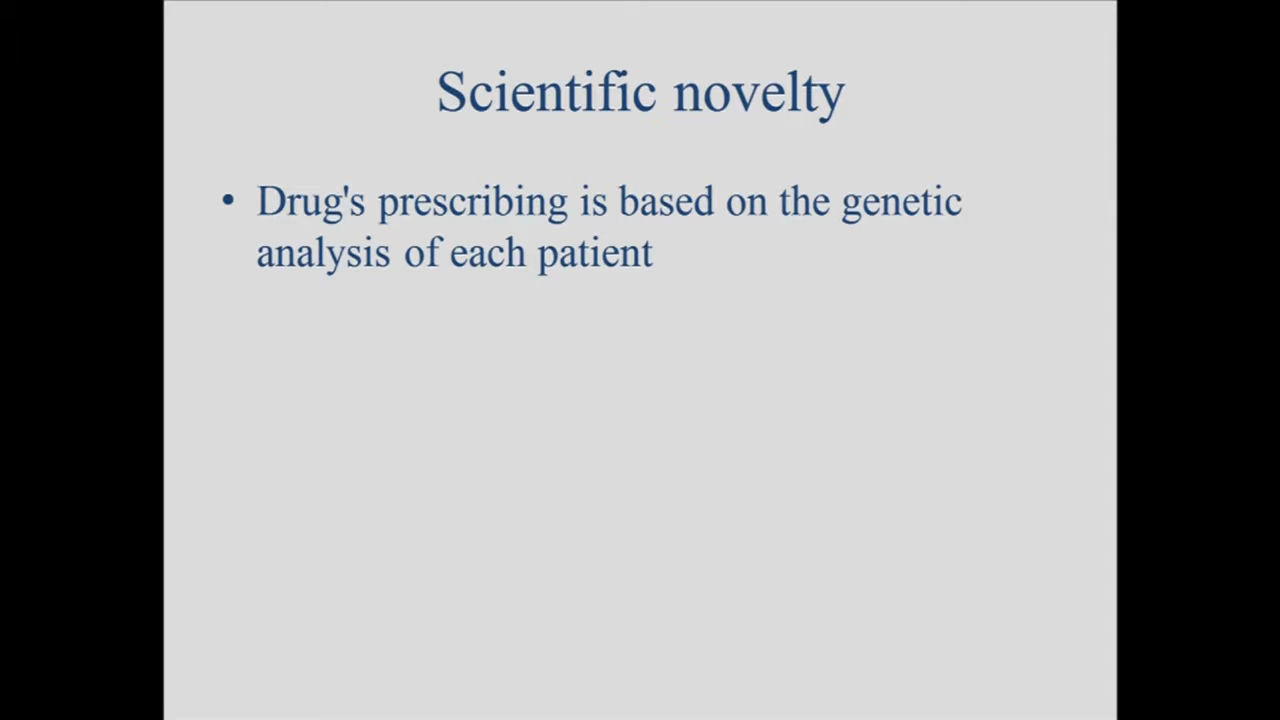 Scientific novelty
• Drug's prescribing is based on the genetic
analysis of each patient